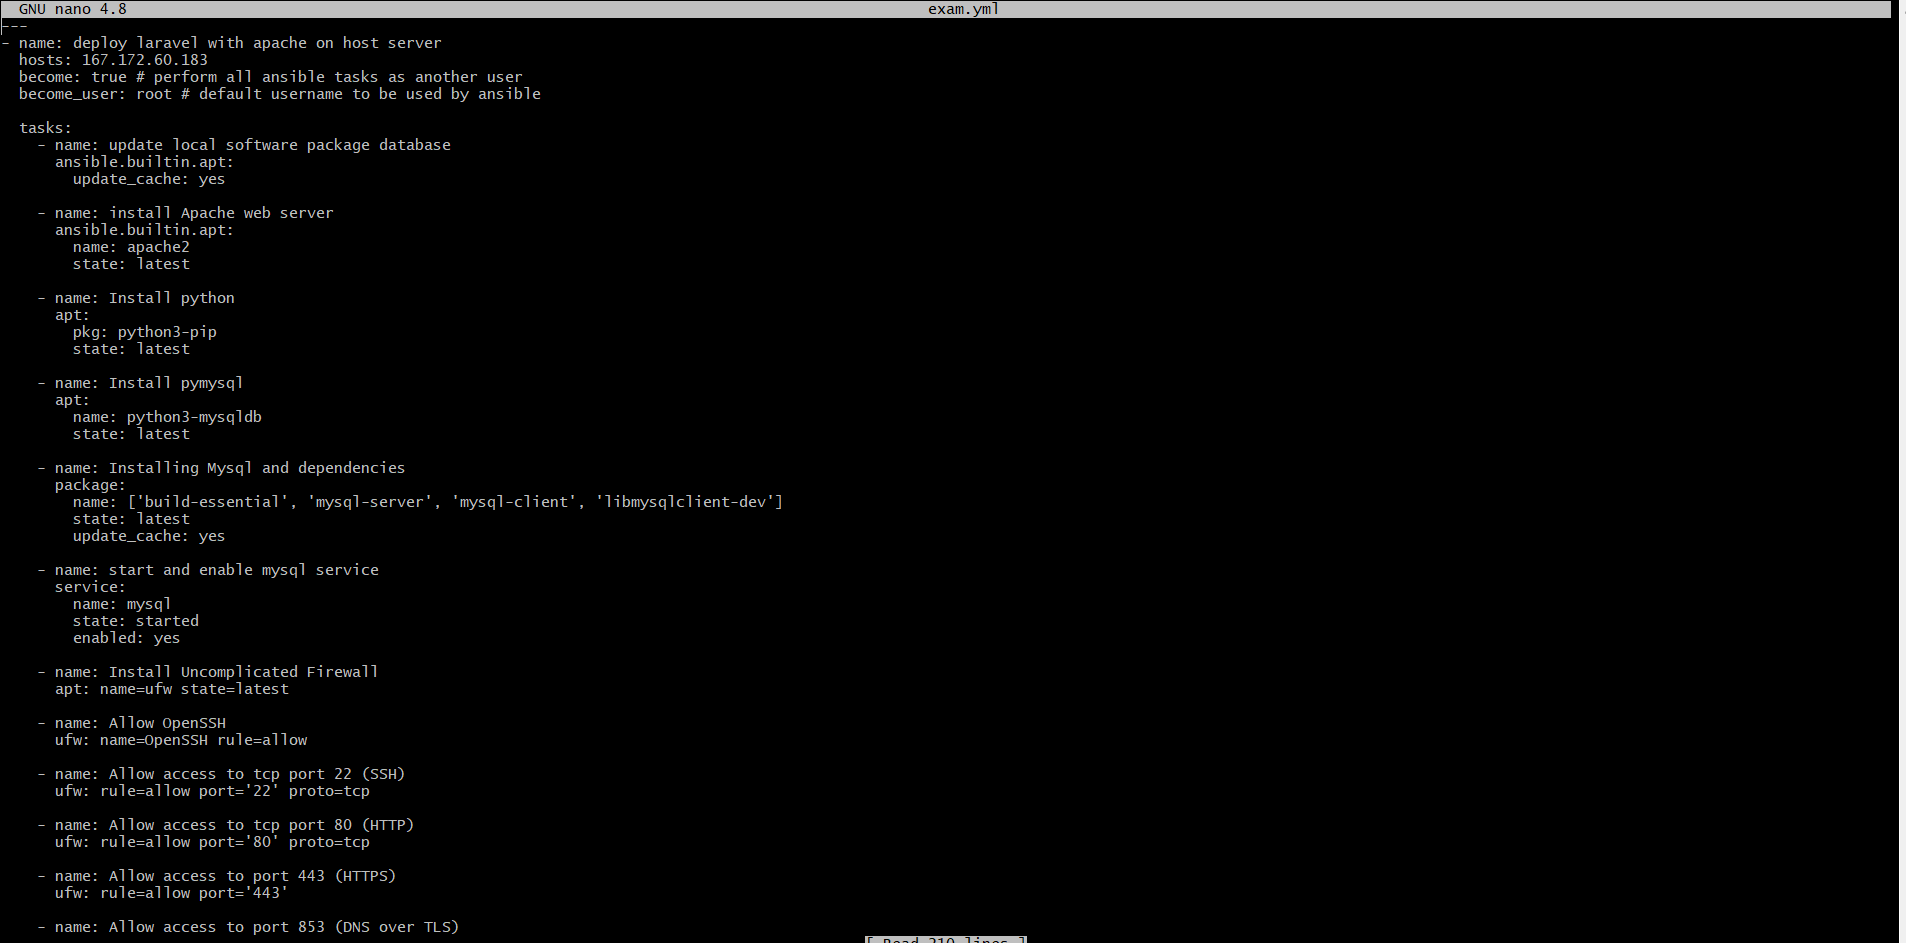 GNU nano 4.8 exam.yml
---
- name: deploy laravel with apache on host server
  hosts: 167.172.60.183
  become: true # perform all ansible tasks as another user
  become_user: root # default username to be used by ansible

  tasks:
    - name: update local software package database
      ansible.builtin.apt:
        update_cache: yes

    - name: install Apache web server
      ansible.builtin.apt:
        name: apache2
        state: latest

    - name: Install python
      apt:
        pkg: python3-pip
        state: latest

    - name: Install pymysql
      apt:
        name: python3-mysqldb
        state: latest

    - name: Installing Mysql and dependencies
      package:
        name: ['build-essential', 'mysql-server', 'mysql-client', 'libmysqlclient-dev']
        state: latest
        update_cache: yes

    - name: start and enable mysql service
      service:
        name: mysql
        state: started
        enabled: yes

    - name: Install Uncomplicated Firewall
      apt: name=ufw state=latest

    - name: Allow OpenSSH
      ufw: name=OpenSSH rule=allow

    - name: Allow access to tcp port 22 (SSH)
      ufw: rule=allow port='22' proto=tcp

    - name: Allow access to tcp port 80 (HTTP)
      ufw: rule=allow port='80' proto=tcp

    - name: Allow access to port 443 (HTTPS)
      ufw: rule=allow port='443'

    - name: Allow access to port 853 (DNS over TLS)
[ Read 210 lines ]